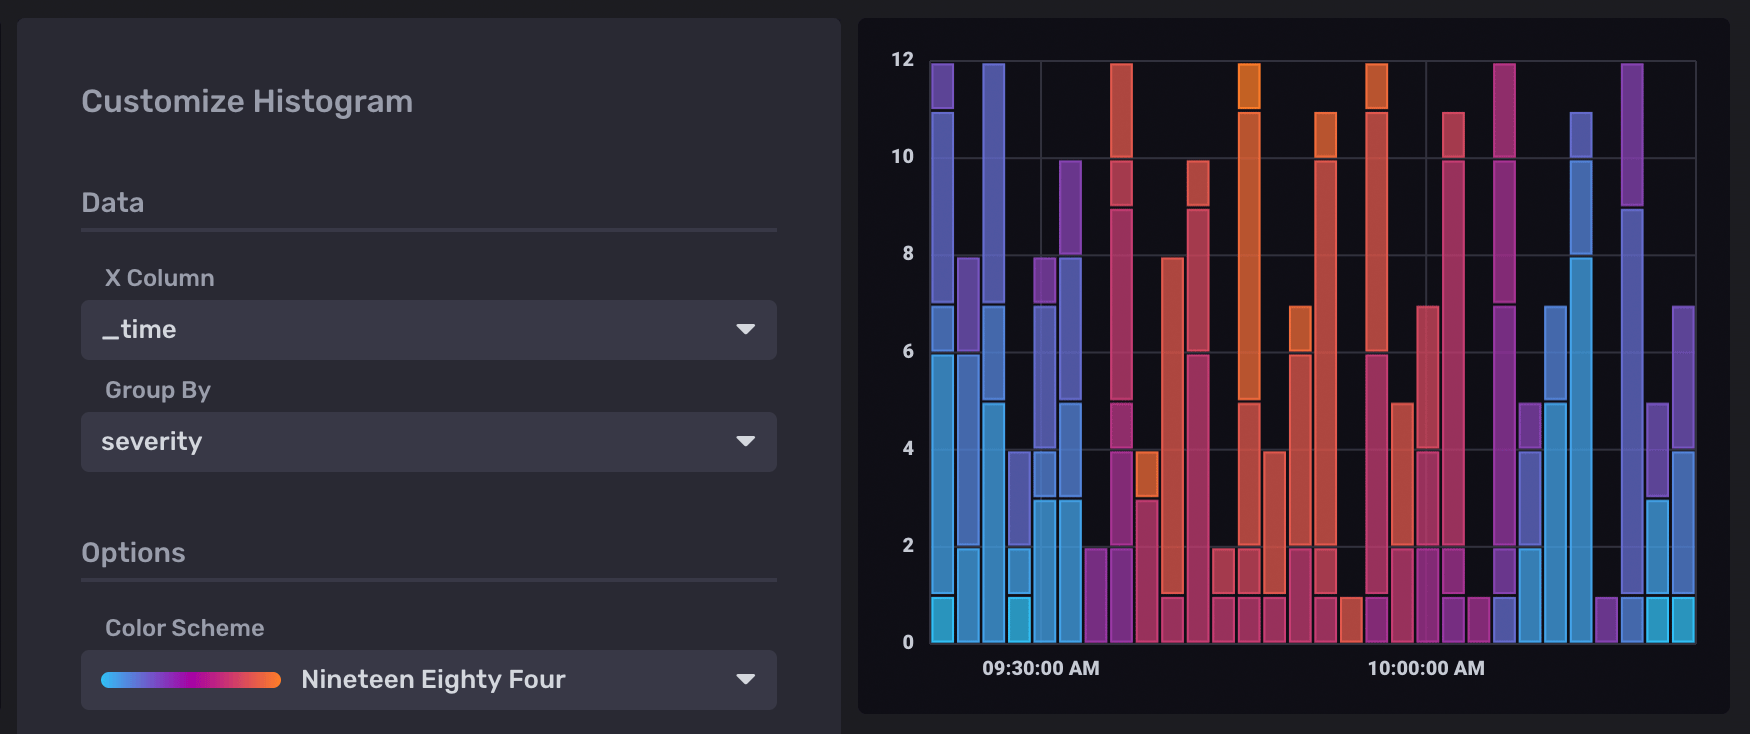 Customize Histogram
Data
X Column
_time
Group By
severity
Options
Color Scheme
Nineteen Eighty Four
12
10
8
6
4
2
0
09:30:00 AM 10:00:00 AM